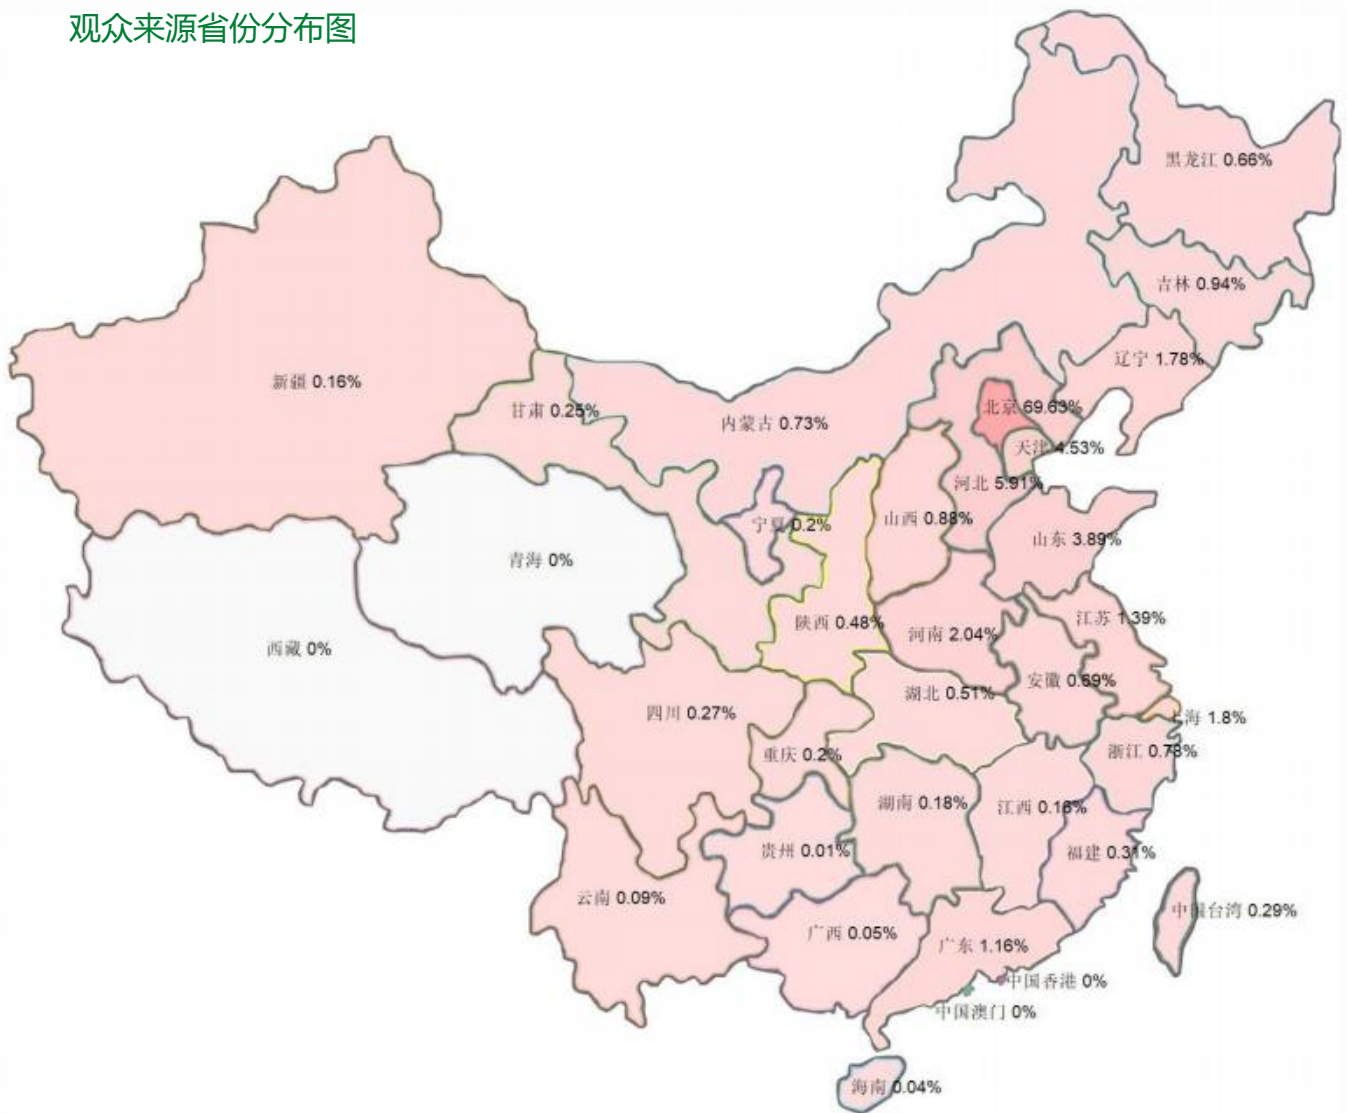 观众来源省份分布图
黑龙江 0.66%
吉林 0.94%
辽宁 1.78%
新疆 0.16%
甘肃 0.25%
内蒙古 0.73%
北京 69.63%
天津 4.53%
河北 5.91%
宁夏 0.2%
山西 0.88%
山东 3.89%
青海 0%
西藏 0%
陕西 0.48%
河南 2.04%
江苏 1.39%
四川 0.27%
湖北 0.51%
安徽 0.69%
上海 1.8%
重庆 0.2%
浙江 0.78%
湖南 0.18%
江西 0.16%
贵州 0.01%
福建 0.31%
云南 0.09%
广西 0.05%
广东 1.16%
中国台湾 0.29%
中国香港 0%
中国澳门 0%
海南 0.04%